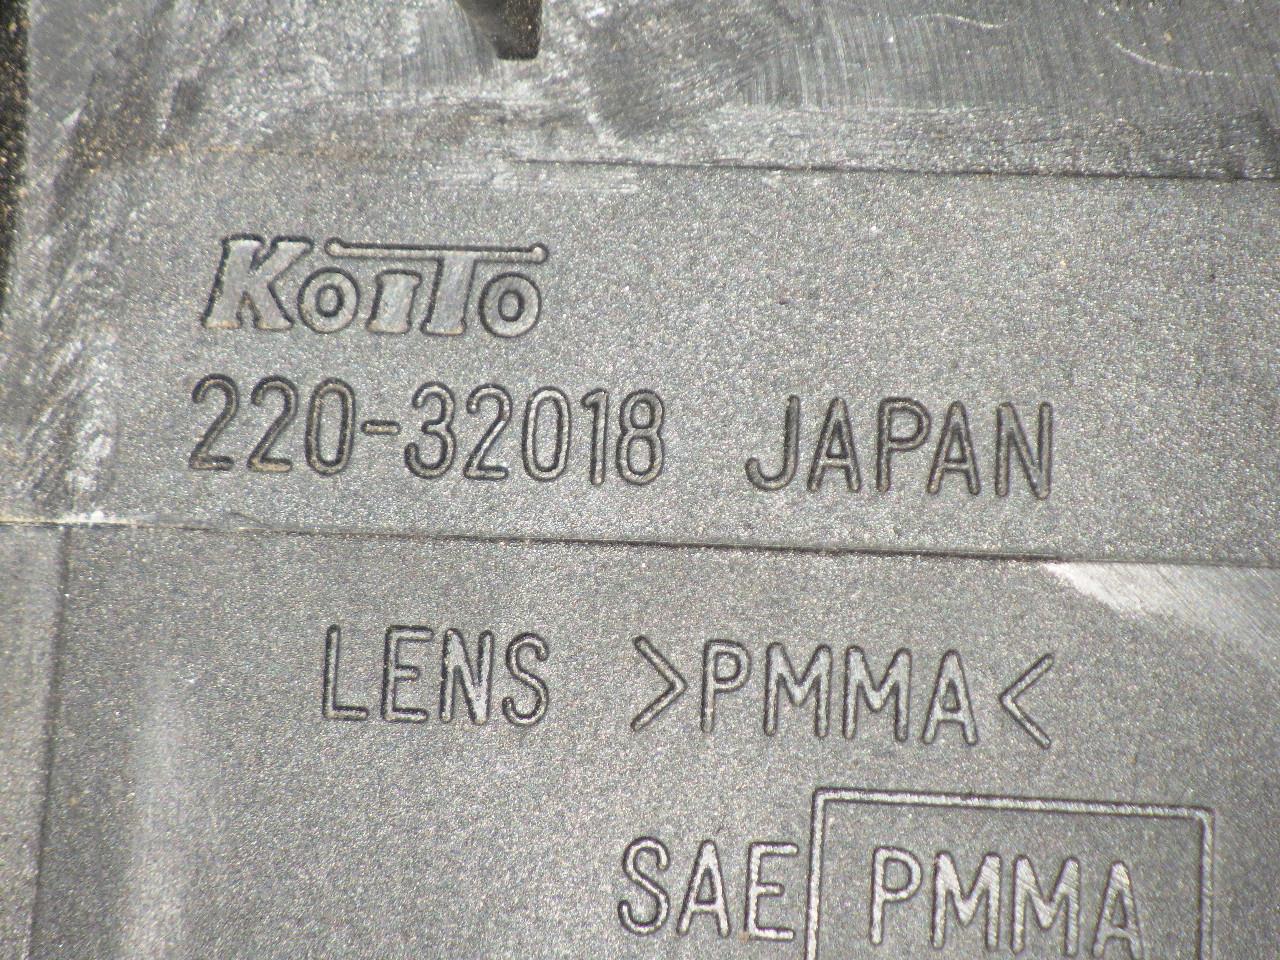 KoiTo
220-32018 JAPAN
LENS >PMMA<
SAE PMMA